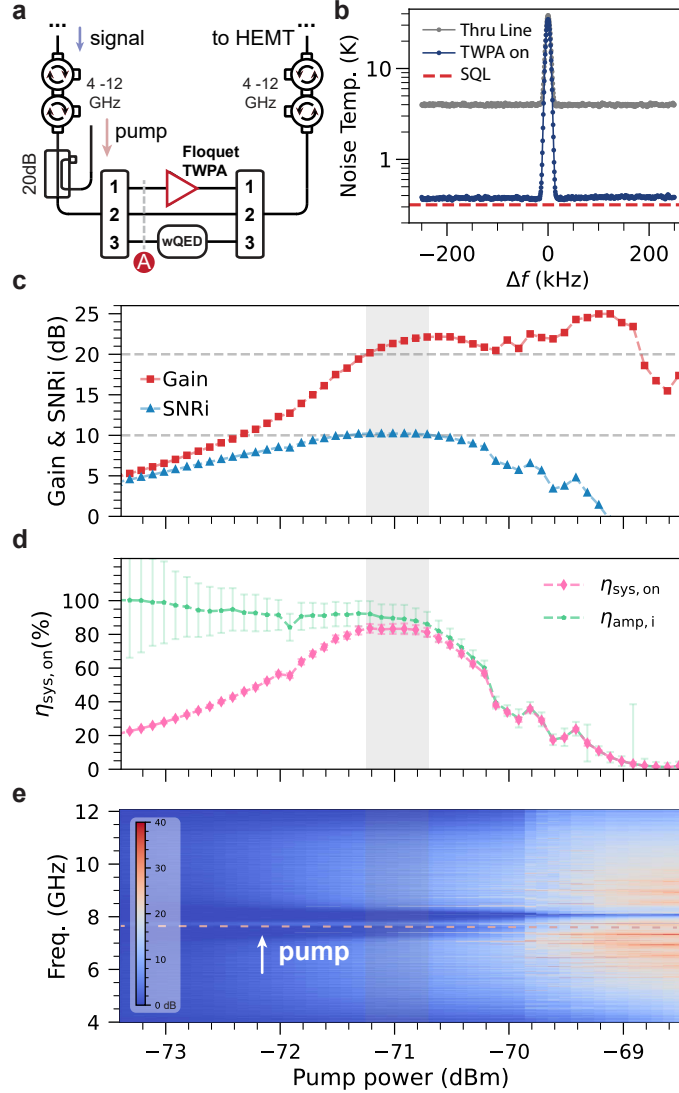 a
...
signal
4 -12
GHz
pump
20dB
to HEMT
...
4 -12
GHz
Floquet
TWPA
1
2
3
wQED
1
2
3
A
b
Noise Temp. (K)
10
1
Thru Line
TWPA on
SQL
−200
0
200
Δf (kHz)
c
Gain & SNRi (dB)
25
20
15
10
5
0
Gain
SNRi
d
η_sys,on(%)
100
80
60
40
20
0
η_sys,on
η_amp,i
e
Freq. (GHz)
12
10
8
6
4
40
30
20
10
0 dB
pump
−73
−72
−71
−70
−69
Pump power (dBm)